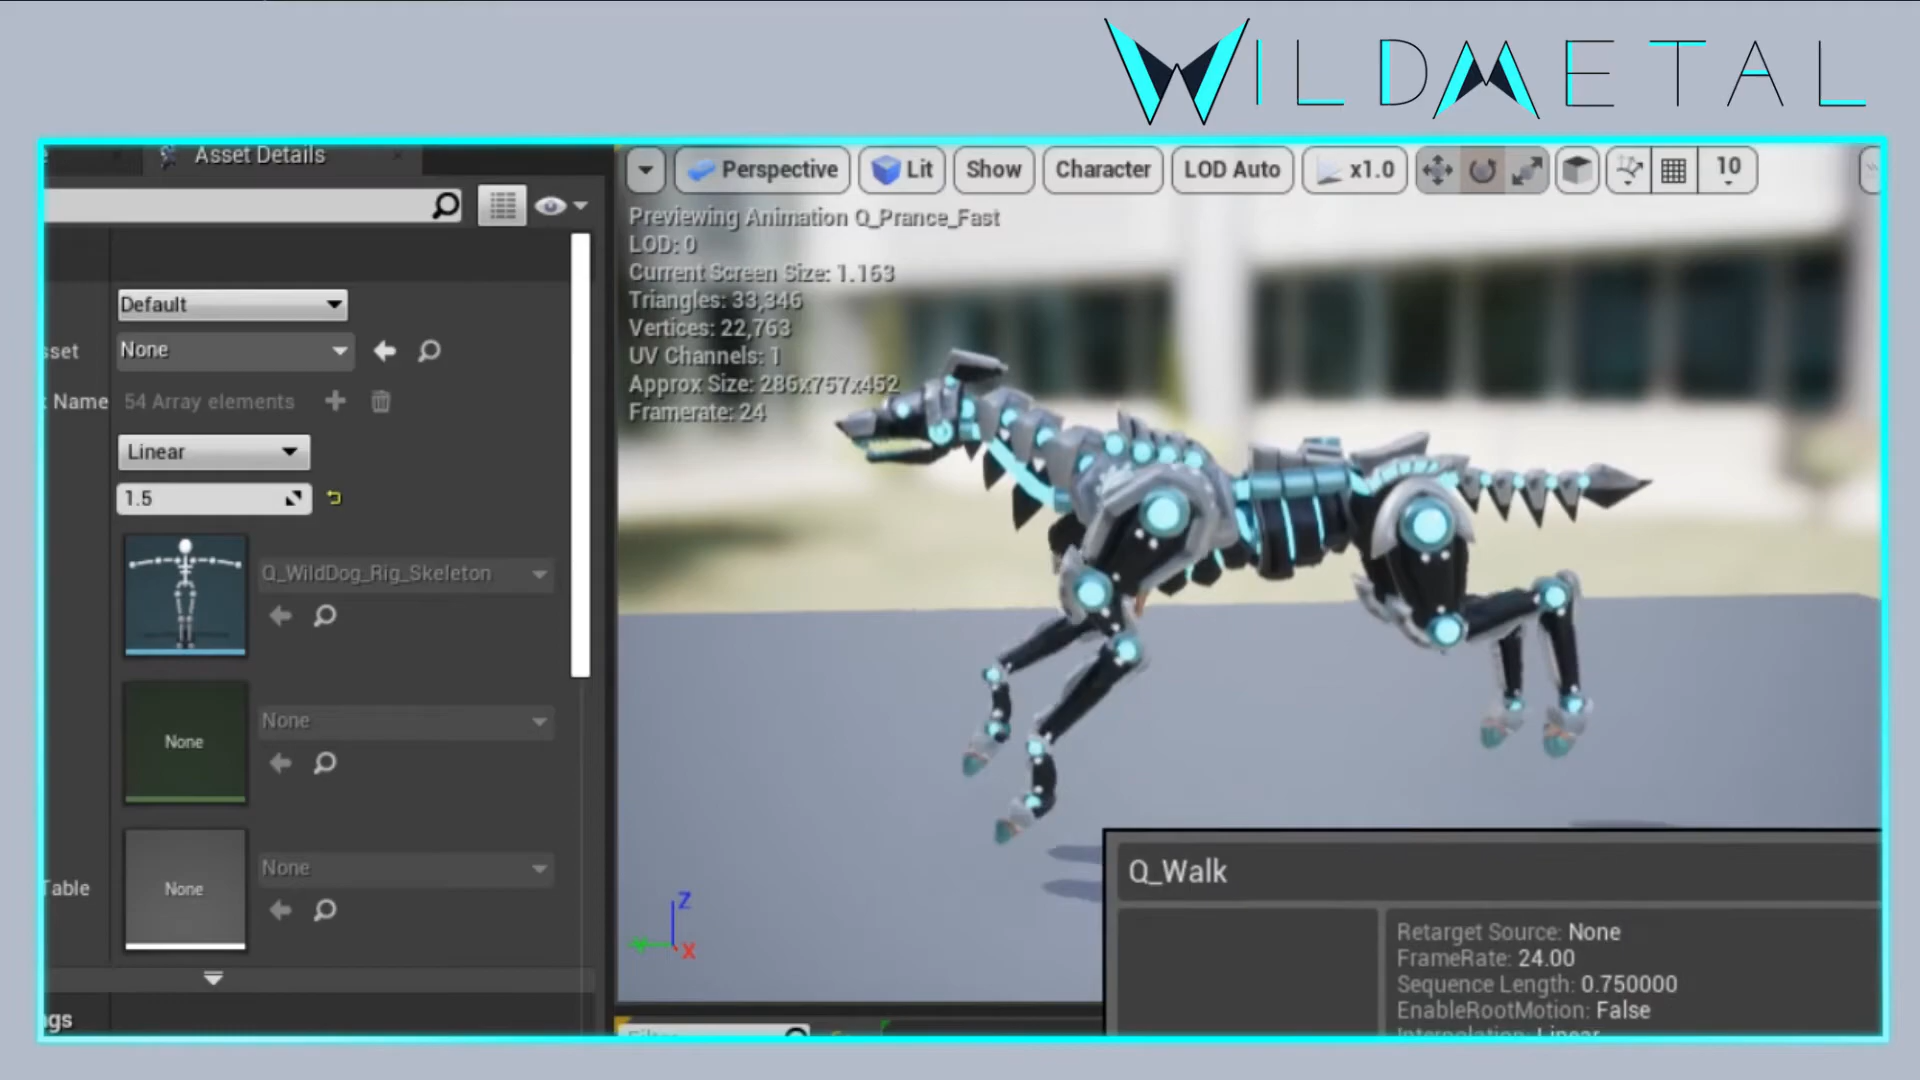 WILDMETAL
Asset Details
Perspective
Lit
Show
Character
LOD Auto
x1.0
10
Previewing Animation Q_Prance_Fast
LOD: 0
Current Screen Size: 1.163
Triangles: 33,346
Vertices: 22,763
UV Channels: 1
Approx Size: 286x757x452
Framerate: 24
Default
sset
None
Name
54 Array elements
Linear
1.5
Q_WildDog_Rig_Skeleton
None
None
Table
None
None
gs
Z
X
Q_Walk
Retarget Source: None
FrameRate: 24.00
Sequence Length: 0.750000
EnableRootMotion: False
Interpolation: Linear